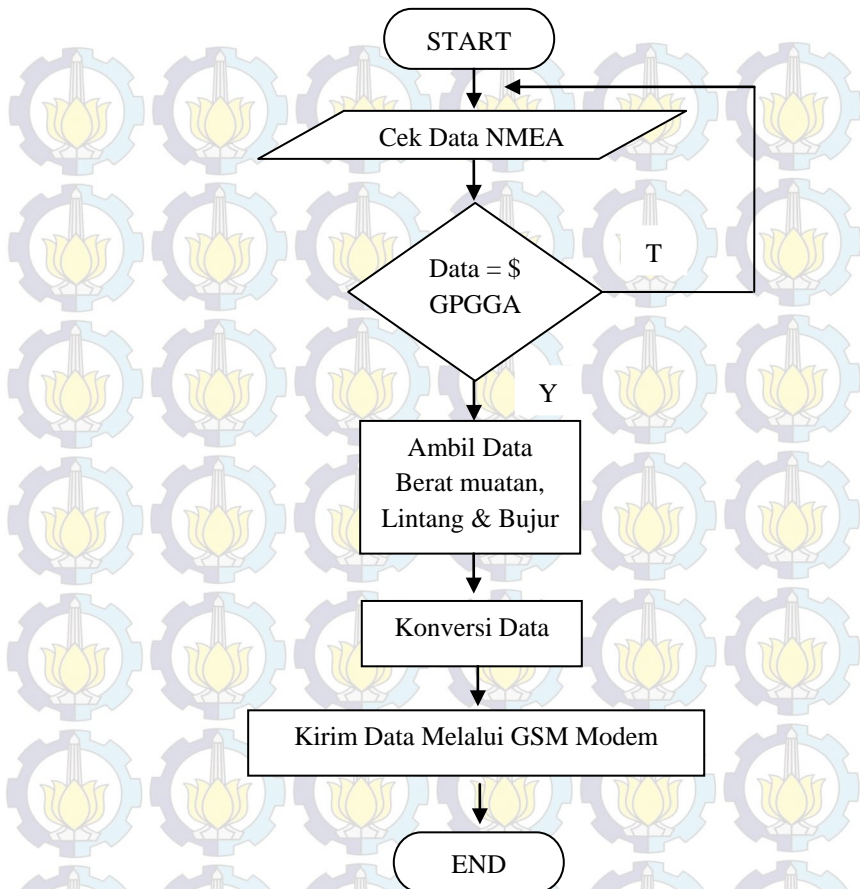 START
Cek Data NMEA
Data = $
GPGGA
T
Y
Ambil Data
Berat muatan,
Lintang & Bujur
Konversi Data
Kirim Data Melalui GSM Modem
END